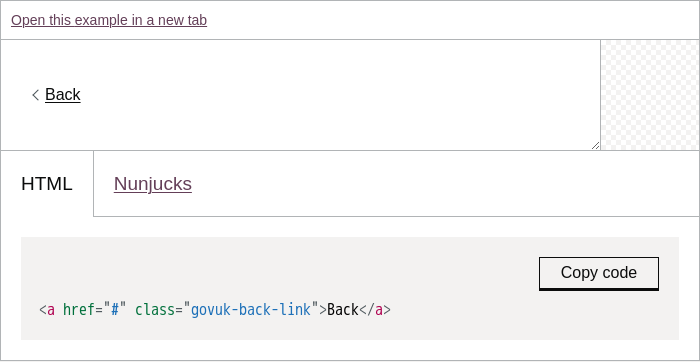 Open this example in a new tab
Back
HTML Nunjucks
Copy code
<a href="#" class="govuk-back-link">Back</a>